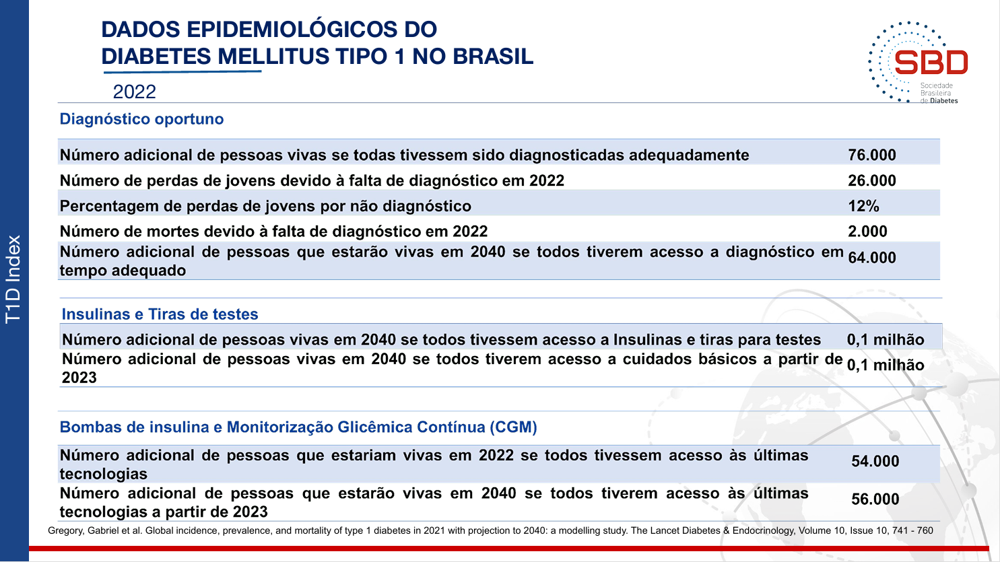 DADOS EPIDEMIOLÓGICOS DO
DIABETES MELLITUS TIPO 1 NO BRASIL
2022
SBD
Sociedade
Brasileira
de Diabetes
T1D Index
Diagnóstico oportuno
Número adicional de pessoas vivas se todas tivessem sido diagnosticadas adequadamente 76.000
Número de perdas de jovens devido à falta de diagnóstico em 2022 26.000
Percentagem de perdas de jovens por não diagnóstico 12%
Número de mortes devido à falta de diagnóstico em 2022 2.000
Número adicional de pessoas que estarão vivas em 2040 se todos tiverem acesso a diagnóstico em 64.000
tempo adequado
Insulinas e Tiras de testes
Número adicional de pessoas vivas em 2040 se todos tivessem acesso a Insulinas e tiras para testes 0,1 milhão
Número adicional de pessoas vivas em 2040 se todos tiverem acesso a cuidados básicos a partir de 0,1 milhão
2023
Bombas de insulina e Monitorização Glicêmica Contínua (CGM)
Número adicional de pessoas que estariam vivas em 2022 se todos tivessem acesso às últimas 54.000
tecnologias
Número adicional de pessoas que estarão vivas em 2040 se todos tiverem acesso às últimas 56.000
tecnologias a partir de 2023
Gregory, Gabriel et al. Global incidence, prevalence, and mortality of type 1 diabetes in 2021 with projection to 2040: a modelling study. The Lancet Diabetes & Endocrinology, Volume 10, Issue 10, 741 - 760